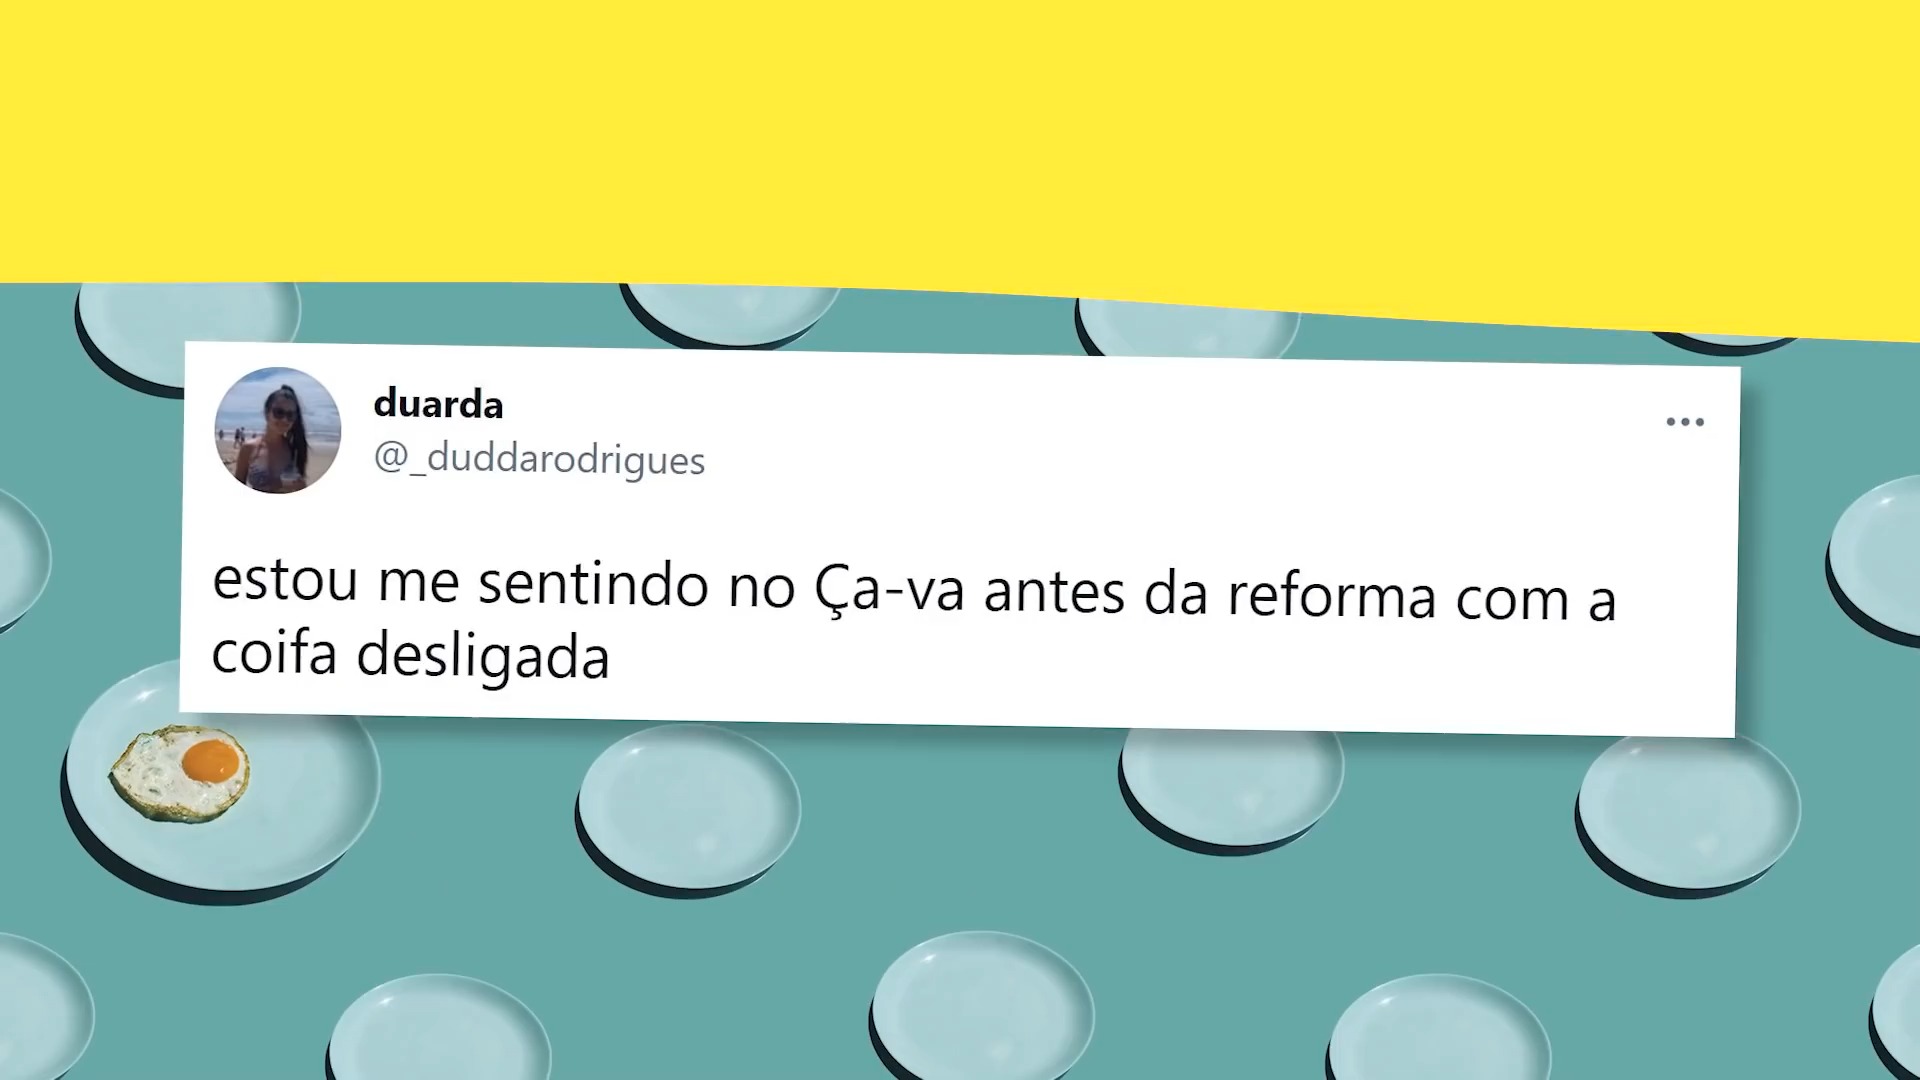 duarda
@_duddarodrigues
estou me sentindo no Ça-va antes da reforma com a
coifa desligada